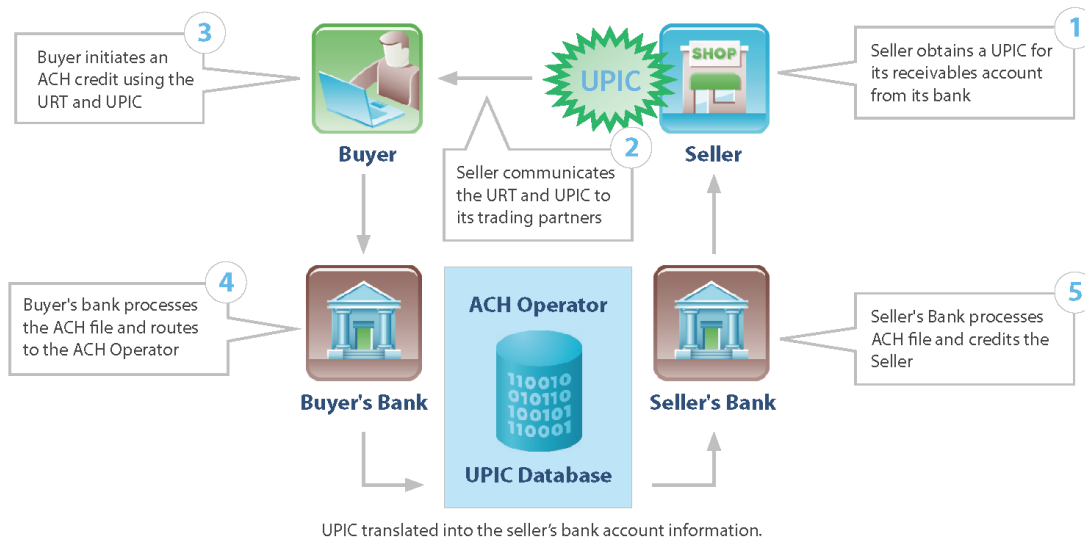 1
Seller obtains a UPIC for
its receivables account
from its bank
2
Seller communicates
the URT and UPIC to
its trading partners
3
Buyer initiates an
ACH credit using the
URT and UPIC
UPIC
SHOP
Buyer
Seller
4
Buyer's bank processes
the ACH file and routes
to the ACH Operator
Buyer's Bank
ACH Operator
110010
010110
100101
110001
UPIC Database
Seller's Bank
5
Seller's Bank processes
ACH file and credits the
Seller
UPIC translated into the seller’s bank account information.